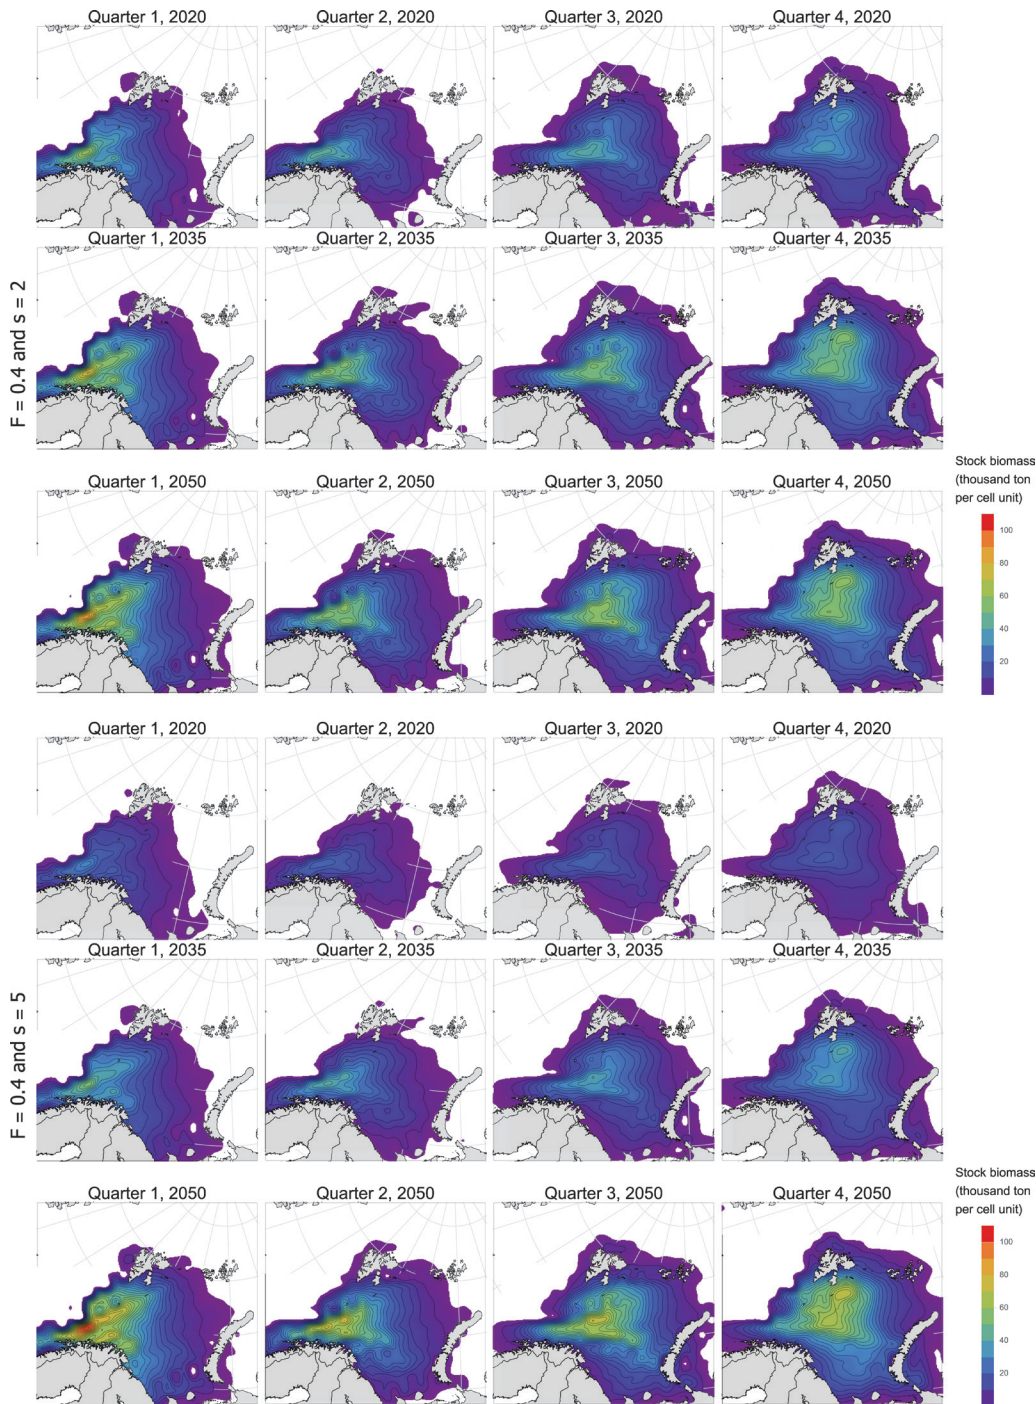 Quarter 1, 2020 Quarter 2, 2020 Quarter 3, 2020 Quarter 4, 2020
Quarter 1, 2035 Quarter 2, 2035 Quarter 3, 2035 Quarter 4, 2035
F = 0.4 and s = 2
Quarter 1, 2050 Quarter 2, 2050 Quarter 3, 2050 Quarter 4, 2050
Stock biomass
(thousand ton
per cell unit)
100
80
60
40
20
Quarter 1, 2020 Quarter 2, 2020 Quarter 3, 2020 Quarter 4, 2020
Quarter 1, 2035 Quarter 2, 2035 Quarter 3, 2035 Quarter 4, 2035
F = 0.4 and s = 5
Quarter 1, 2050 Quarter 2, 2050 Quarter 3, 2050 Quarter 4, 2050
Stock biomass
(thousand ton
per cell unit)
100
80
60
40
20